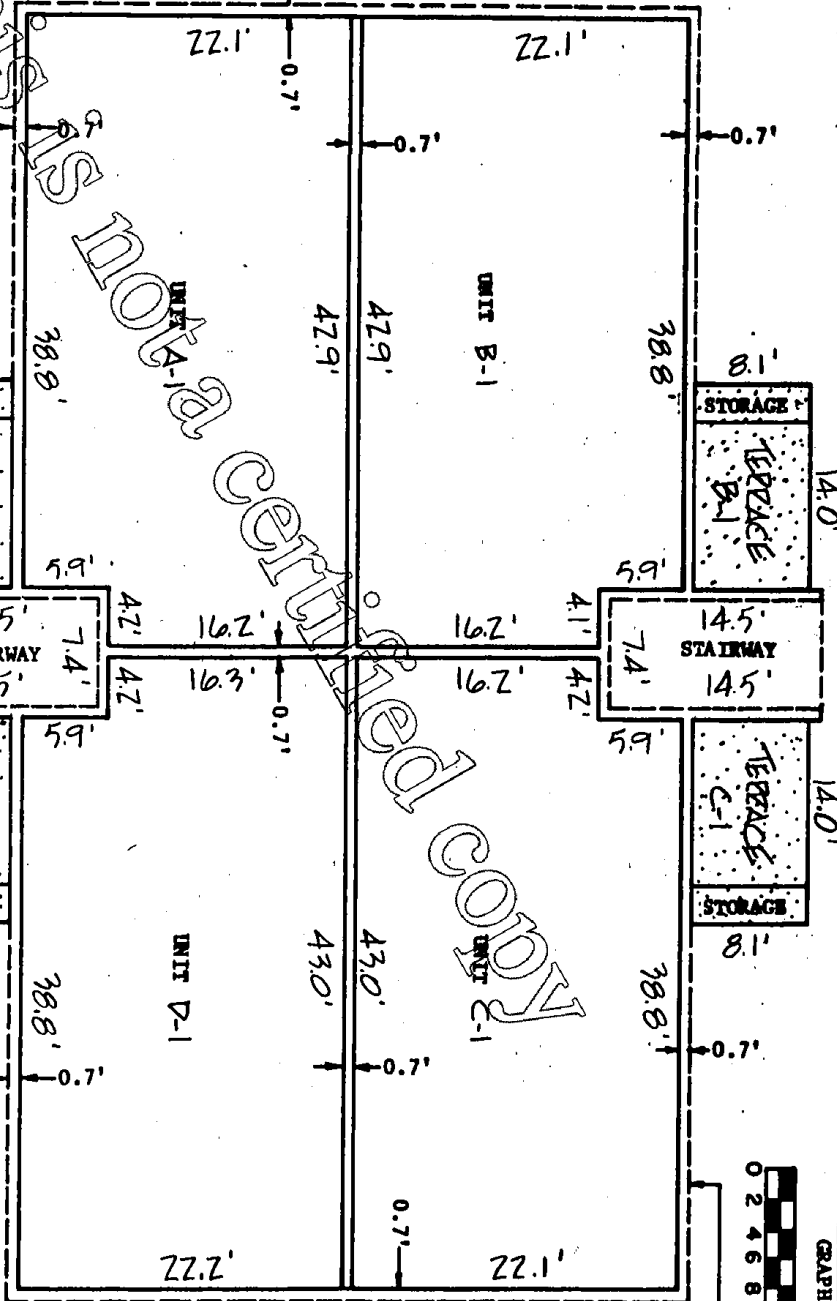 22.1'
22.1'
0.7'
0.7'
0.7'
0.7'
is not a certified copy
UNIT A-1
42.9'
42.9'
UNIT B-1
38.8'
38.8'
8.1'
STORAGE
TERRACE
B-1
14.0'
5.9'
4.2'
16.2'
16.2'
4.1'
5.9'
7.4'
7.4'
14.5'
STAIRWAY
14.5'
5'
RWAY
5'
4.2'
16.3'
0.7'
16.2'
4.2'
5.9'
5.9'
TERRACE
C-1
14.0'
STORAGE
8.1'
38.8'
UNIT D-1
43.0'
43.0'
UNIT C-1
38.8'
0.7'
0.7'
0.7'
0.7'
22.2'
22.1'
0 2 4 6 8
GRAPH